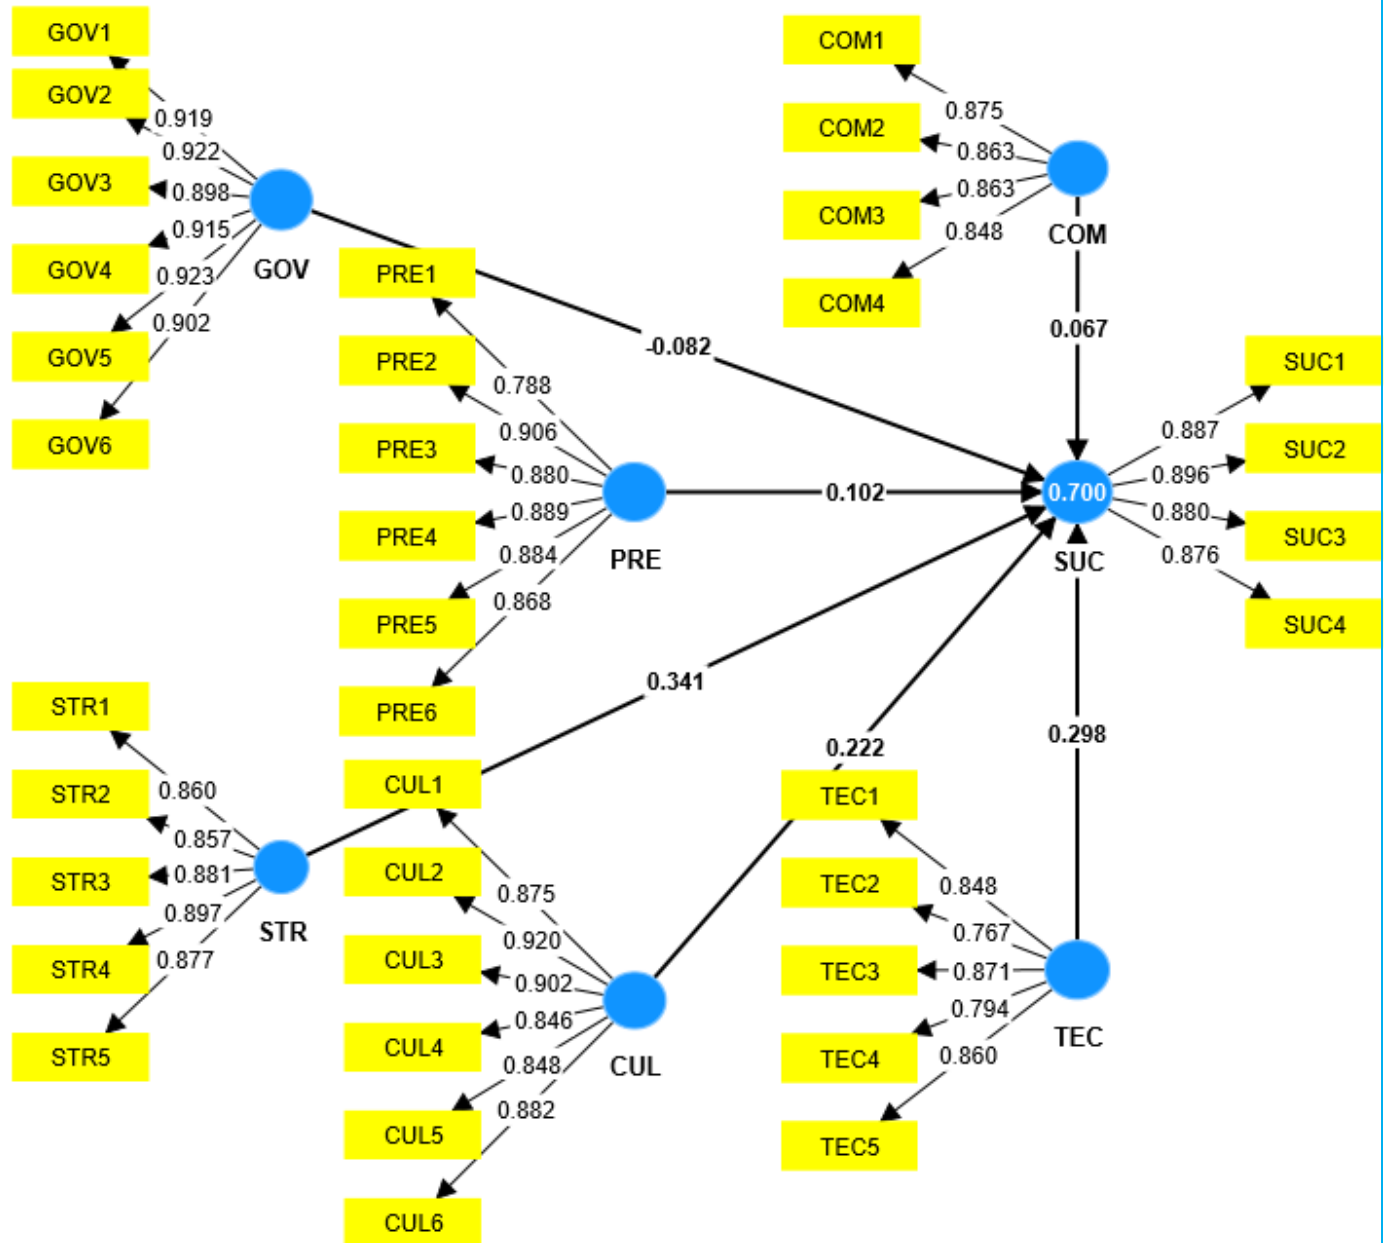 GOV1
GOV2
GOV3
GOV4
GOV5
GOV6
0.919
0.922
0.898
0.915
0.923
0.902
GOV
PRE1
PRE2
PRE3
PRE4
PRE5
PRE6
0.788
0.906
0.880
0.889
0.884
0.868
PRE
COM1
COM2
COM3
COM4
0.875
0.863
0.863
0.848
COM
-0.082
0.067
0.102
0.341
0.222
0.298
0.700
SUC
0.887
0.896
0.880
0.876
SUC1
SUC2
SUC3
SUC4
STR1
STR2
STR3
STR4
STR5
0.860
0.857
0.881
0.897
0.877
STR
CUL1
CUL2
CUL3
CUL4
CUL5
CUL6
0.875
0.920
0.902
0.846
0.848
0.882
CUL
TEC1
TEC2
TEC3
TEC4
TEC5
0.848
0.767
0.871
0.794
0.860
TEC